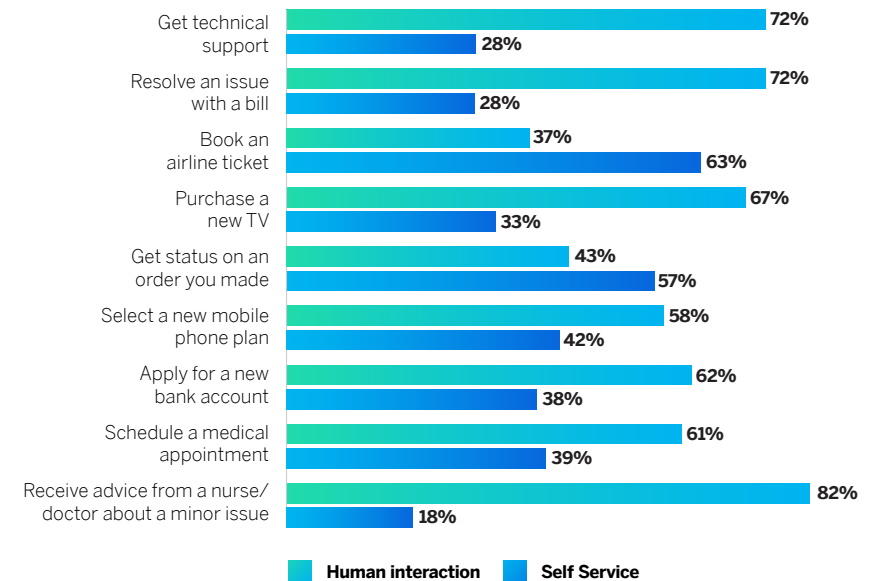 Get technical
support
72%
28%
Resolve an issue
with a bill
72%
28%
Book an
airline ticket
37%
63%
Purchase a
new TV
67%
33%
Get status on an
order you made
43%
57%
Select a new mobile
phone plan
58%
42%
Apply for a new
bank account
62%
38%
Schedule a medical
appointment
61%
39%
Receive advice from a nurse/
doctor about a minor issue
82%
18%
Human interaction
Self Service